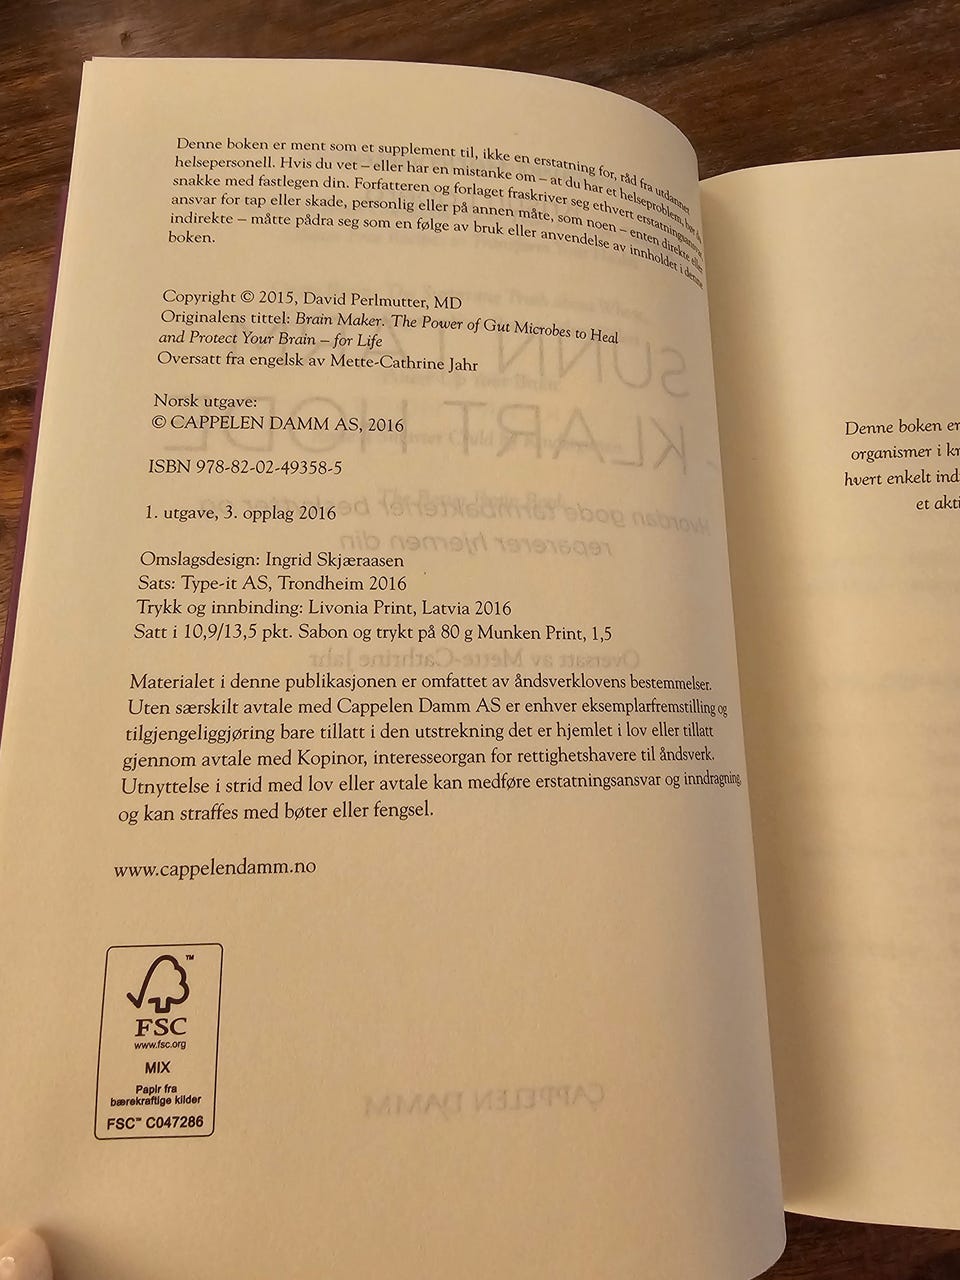 Denne boken er ment som et supplement til, ikke en erstatning for, råd fra utdannet
helsepersonell. Hvis du vet – eller har en mistanke om – at du har et helseproblem, bør du
snakke med fastlegen din. Forfatteren og forlaget fraskriver seg ethvert erstatningsansvar,
ansvar for tap eller skade, personlig eller på annen måte, som noen – enten direkte eller
indirekte – måtte pådra seg som en følge av bruk eller anvendelse av innholdet i denne
boken.
Copyright © 2015, David Perlmutter, MD
Originalens tittel: Brain Maker. The Power of Gut Microbes to Heal
and Protect Your Brain – for Life
Oversatt fra engelsk av Mette-Cathrine Jahr
Norsk utgave:
© CAPPELEN DAMM AS, 2016
ISBN 978-82-02-49358-5
1. utgave, 3. opplag 2016
Omslagsdesign: Ingrid Skjæraasen
Sats: Type-it AS, Trondheim 2016
Trykk og innbinding: Livonia Print, Latvia 2016
Satt i 10,9/13,5 pkt. Sabon og trykt på 80 g Munken Print, 1,5
Materialet i denne publikasjonen er omfattet av åndsverklovens bestemmelser.
Uten særskilt avtale med Cappelen Damm AS er enhver eksemplarfremstilling og
tilgjengeliggjøring bare tillatt i den utstrekning det er hjemlet i lov eller tillatt
gjennom avtale med Kopinor, interesseorgan for rettighetshavere til åndsverk.
Utnyttelse i strid med lov eller avtale kan medføre erstatningsansvar og inndragning,
og kan straffes med bøter eller fengsel.
www.cappelendamm.no
TM
FSC
www.fsc.org
MIX
Papir fra
bærekraftige kilder
FSC™ C047286
Denne boken er
organismer i kr
hvert enkelt ind
et akti